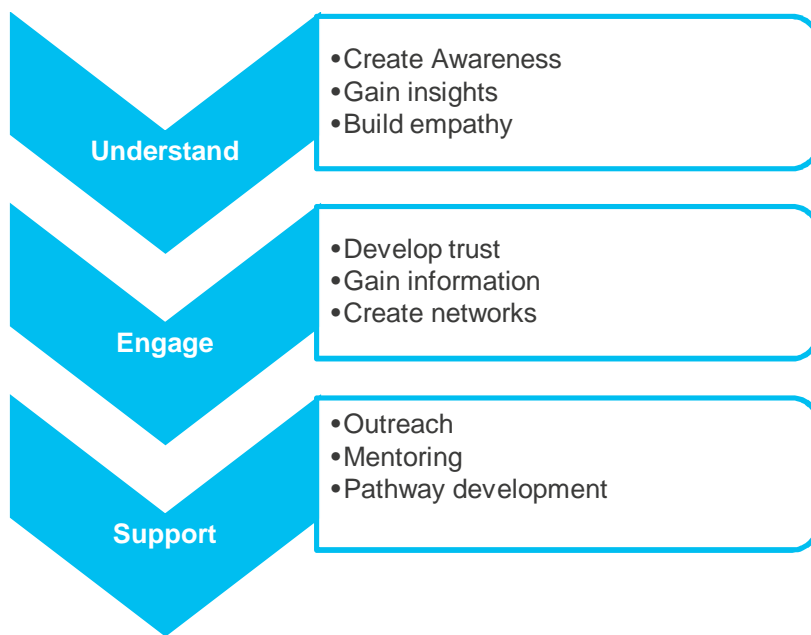 Understand
•Create Awareness
•Gain insights
•Build empathy
Engage
•Develop trust
•Gain information
•Create networks
Support
•Outreach
•Mentoring
•Pathway development